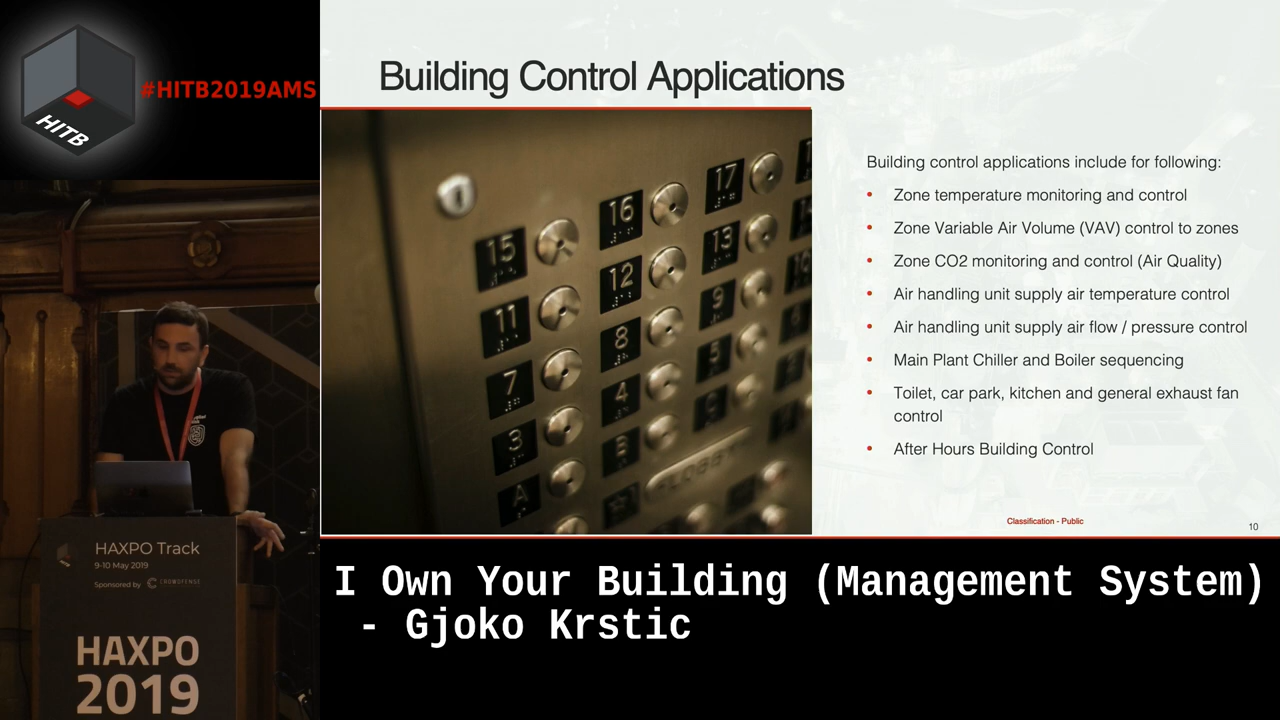 HITB
#HITB2019AMS
Building Control Applications
Building control applications include for following:
• Zone temperature monitoring and control
• Zone Variable Air Volume (VAV) control to zones
• Zone CO2 monitoring and control (Air Quality)
• Air handling unit supply air temperature control
• Air handling unit supply air flow / pressure control
• Main Plant Chiller and Boiler sequencing
• Toilet, car park, kitchen and general exhaust fan
control
• After Hours Building Control
Classification - Public
10
15
16
17
11
12
13
7
8
9
3
4
5
A
B
LOBBY
HAXPO Track
9-10 May 2019
Sponsored by CROWDFENSE
HAXPO
2019
I Own Your Building (Management System)
- Gjoko Krstic